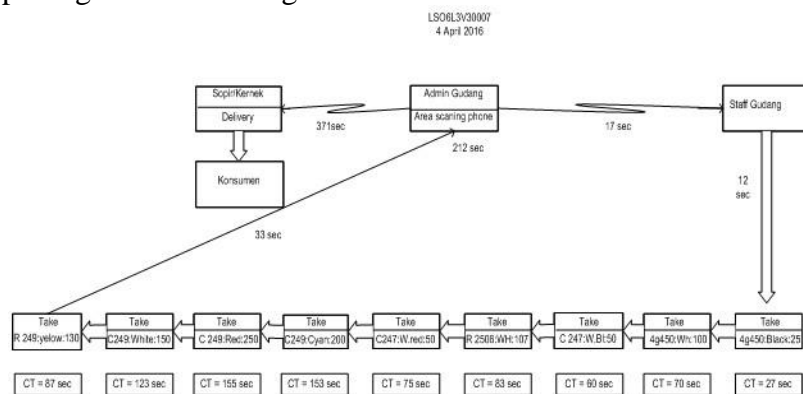 LSO6L3V30007
4 April 2016
Sopir/Kernek
Delivery
Admin Gudang
Area scaning phone
Staff Gudang
371sec
17 sec
212 sec
Konsumen
12
sec
33 sec
Take
R 249:yelow:130
Take
C249:White:150
Take
C 249:Red:250
Take
C249:Cyan:200
Take
C247:W.red:50
Take
R 2506:WH:107
Take
C 247:W.Bl:50
Take
4g450:Wh:100
Take
4g450:Black:25
CT = 87 sec
CT = 123 sec
CT = 155 sec
CT = 153 sec
CT = 75 sec
CT = 83 sec
CT = 60 sec
CT = 70 sec
CT = 27 sec